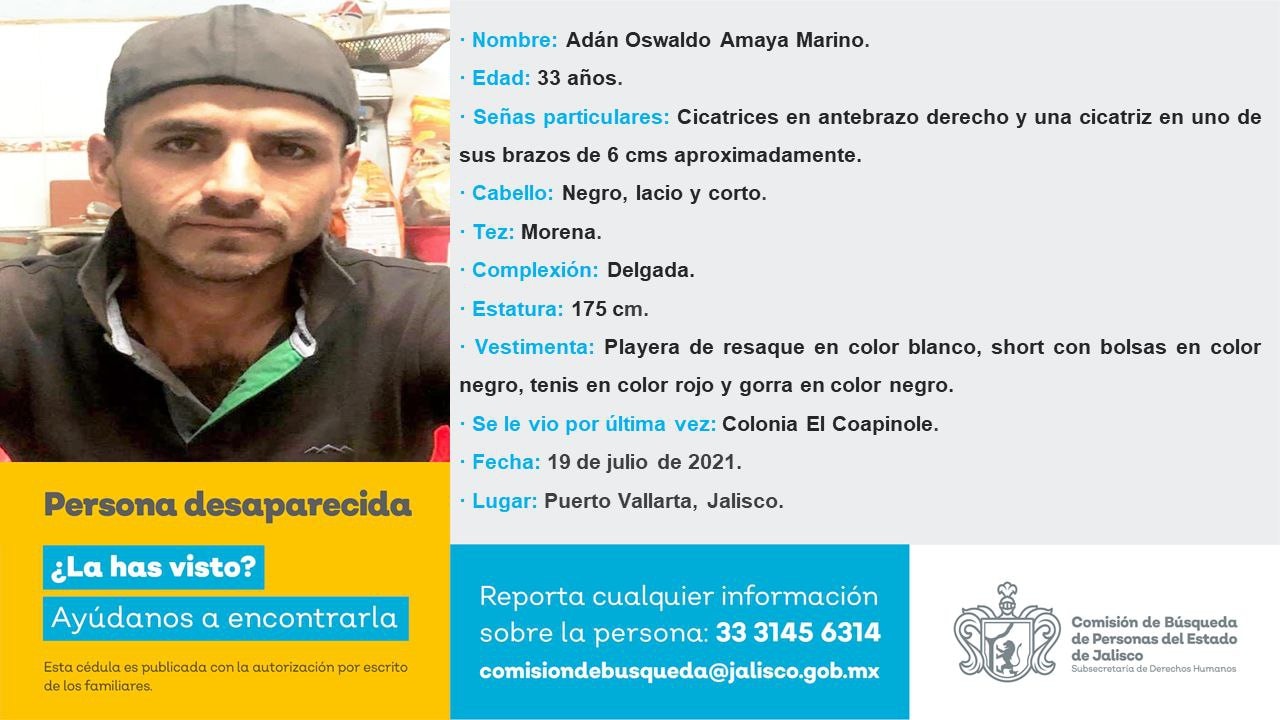 · Nombre: Adán Oswaldo Amaya Marino.
· Edad: 33 años.
· Señas particulares: Cicatrices en antebrazo derecho y una cicatriz en uno de
sus brazos de 6 cms aproximadamente.
· Cabello: Negro, lacio y corto.
· Tez: Morena.
· Complexión: Delgada.
· Estatura: 175 cm.
· Vestimenta: Playera de resaque en color blanco, short con bolsas en color
negro, tenis en color rojo y gorra en color negro.
· Se le vio por última vez: Colonia El Coapinole.
· Fecha: 19 de julio de 2021.
· Lugar: Puerto Vallarta, Jalisco.
Persona desaparecida
¿La has visto?
Ayúdanos a encontrarla
Esta cédula es publicada con la autorización por escrito
de los familiares.
Reporta cualquier información
sobre la persona: 33 3145 6314
comisiondebusqueda@jalisco.gob.mx
Comisión de Búsqueda
de Personas del Estado
de Jalisco
Subsecretaría de Derechos Humanos